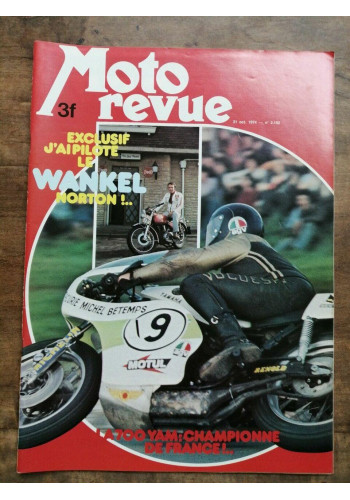 Moto
revue
3f
EXCLUSIF
J'AI PILOTÉ
LE
WANKEL
NORTON !..
YAMAHA
MICHEL BETEMPS
9
MOTUL
RENOLD
LA 700 YAM: CHAMPIONNE
DE FRANCE !..